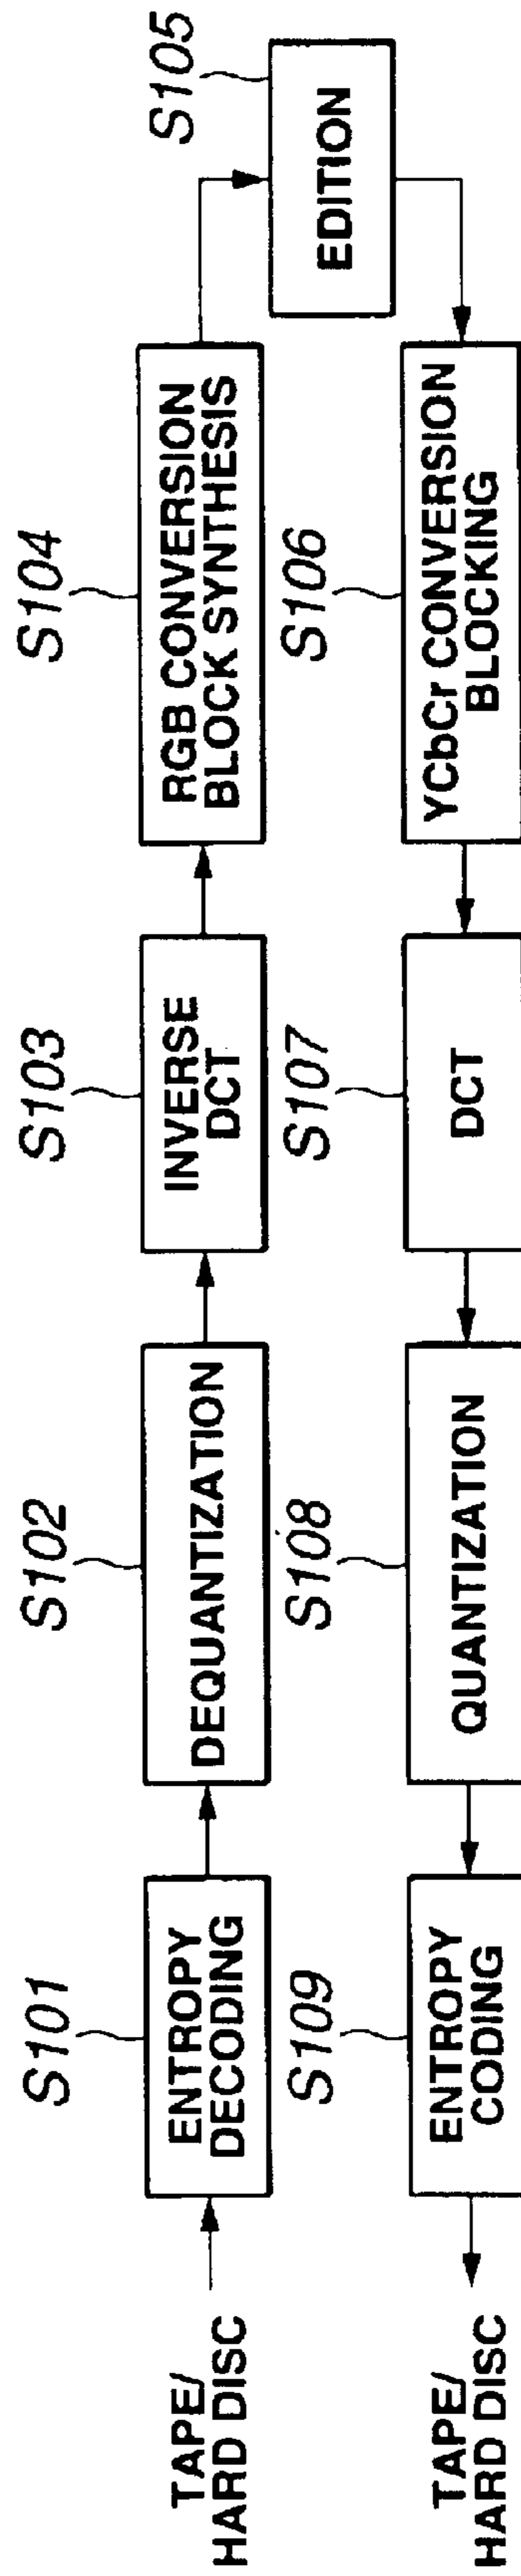 TAPE/
HARD DISC
S101
ENTROPY
DECODING
S102
DEQUANTIZATION
S103
INVERSE
DCT
S104
RGB CONVERSION
BLOCK SYNTHESIS
S105
EDITION
S106
YCbCr CONVERSION
BLOCKING
S107
DCT
S108
QUANTIZATION
S109
ENTROPY
CODING
TAPE/
HARD DISC